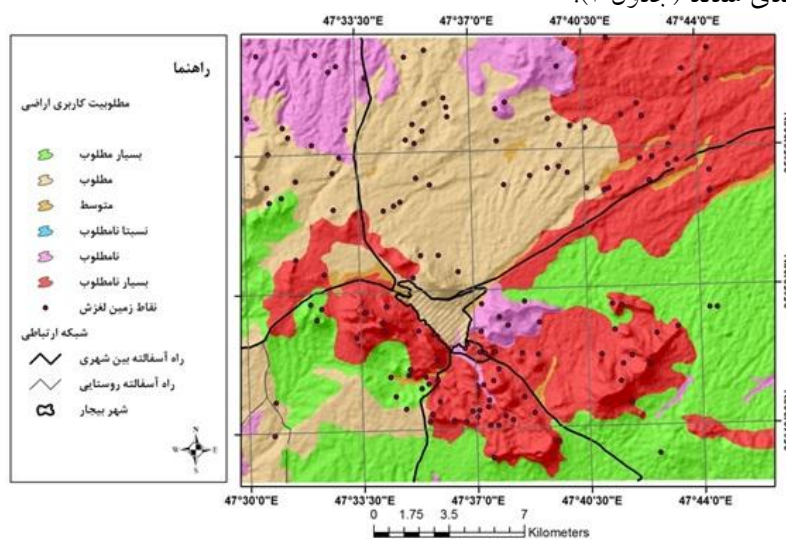 47°33'30"E 47°37'0"E 47°40'30"E 47°44'0"E
راهنما
مطلوبیت کاربری اراضی
بسیار مطلوب
مطلوب
متوسط
نسبتا نامطلوب
نامطلوب
بسیار نامطلوب
نقاط زمین لغزش
شبکه ارتباطی
راه آسفالته بین شهری
راه آسفالته روستایی
شهر بیجار
N
W E
S
47°30'0"E 47°33'30"E 47°37'0"E 47°40'30"E 47°44'0"E
0 1.75 3.5 7
Kilometers